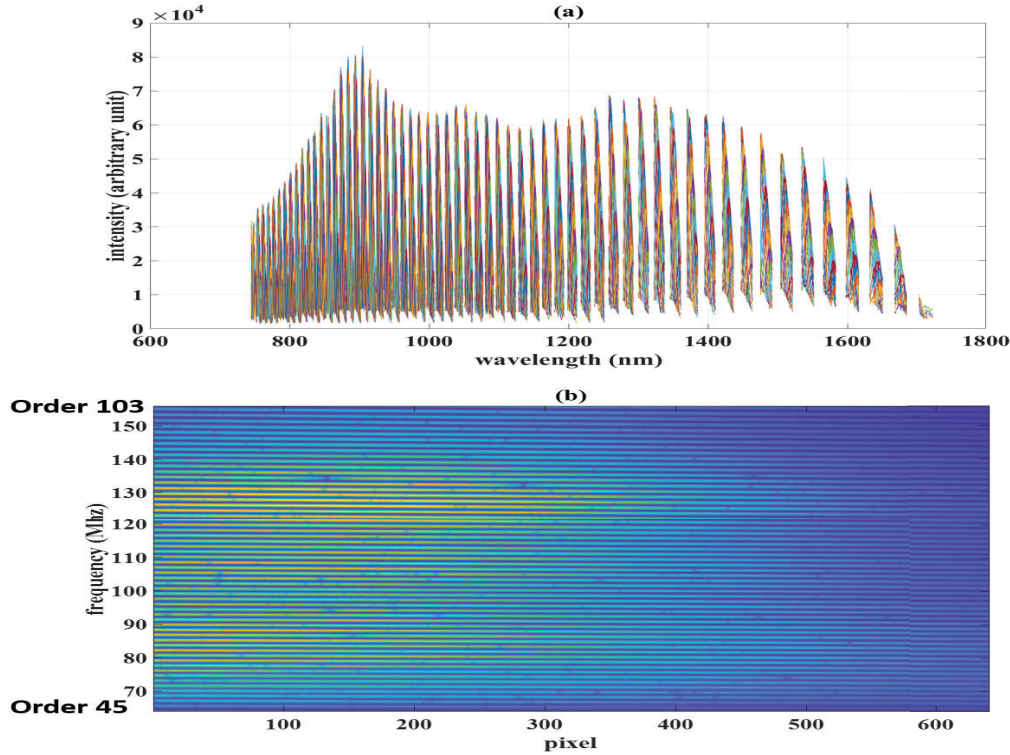 (a)
×10⁴
9
8
7
6
5
4
3
2
1
0
intensity (arbitrary unit)
600 800 1000 1200 1400 1600 1800
wavelength (nm)
(b)
Order 103
150
140
130
120
110
100
90
80
70
frequency (Mhz)
Order 45
100 200 300 400 500 600
pixel